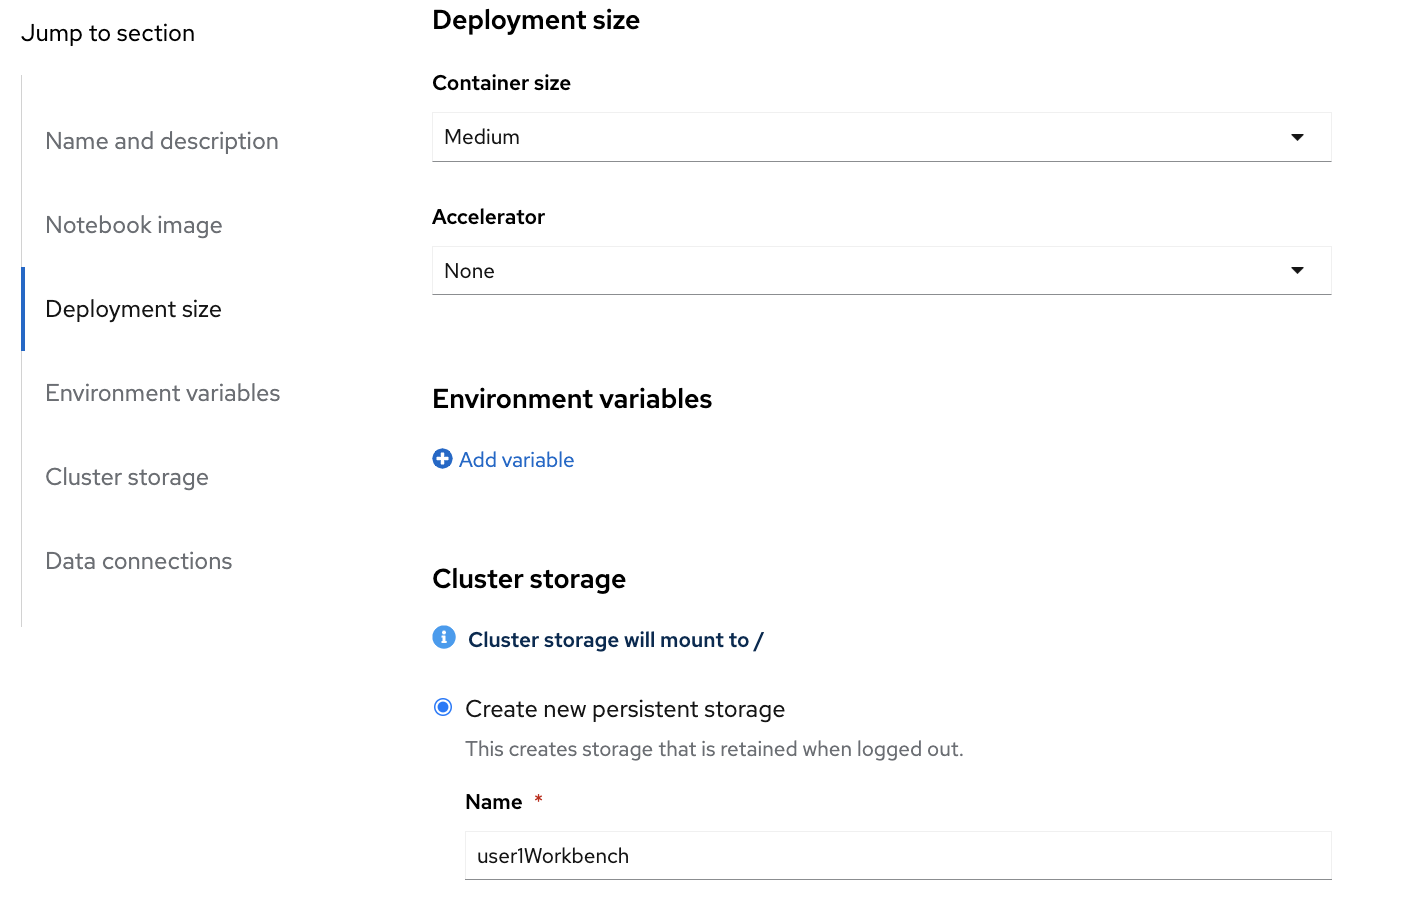 Jump to section
Name and description
Notebook image
Deployment size
Environment variables
Cluster storage
Data connections
Deployment size
Container size
Medium
Accelerator
None
Environment variables
Add variable
Cluster storage
Cluster storage will mount to /
Create new persistent storage
This creates storage that is retained when logged out.
Name *
user1Workbench